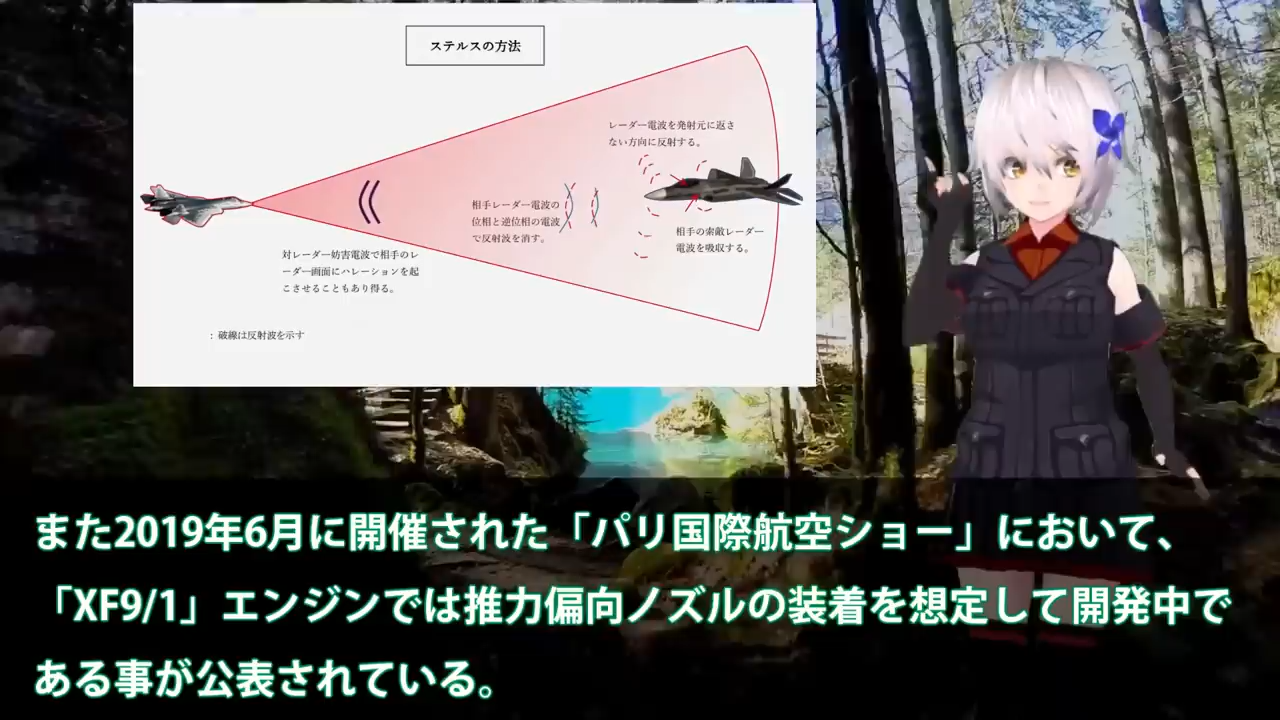 ステルスの方法
レーダー電波を発射元に返さ
ない方向に反射する。
相手レーダー電波の
位相と逆位相の電波
で反射波を消す。
相手の索敵レーダー
電波を吸収する。
対レーダー妨害電波で相手のレ
ーダー画面にハレーションを起
こさせることもあり得る。
：破線は反射波を示す
また2019年6月に開催された「パリ国際航空ショー」において、
「XF9/1」エンジンでは推力偏向ノズルの装着を想定して開発中で
ある事が公表されている。